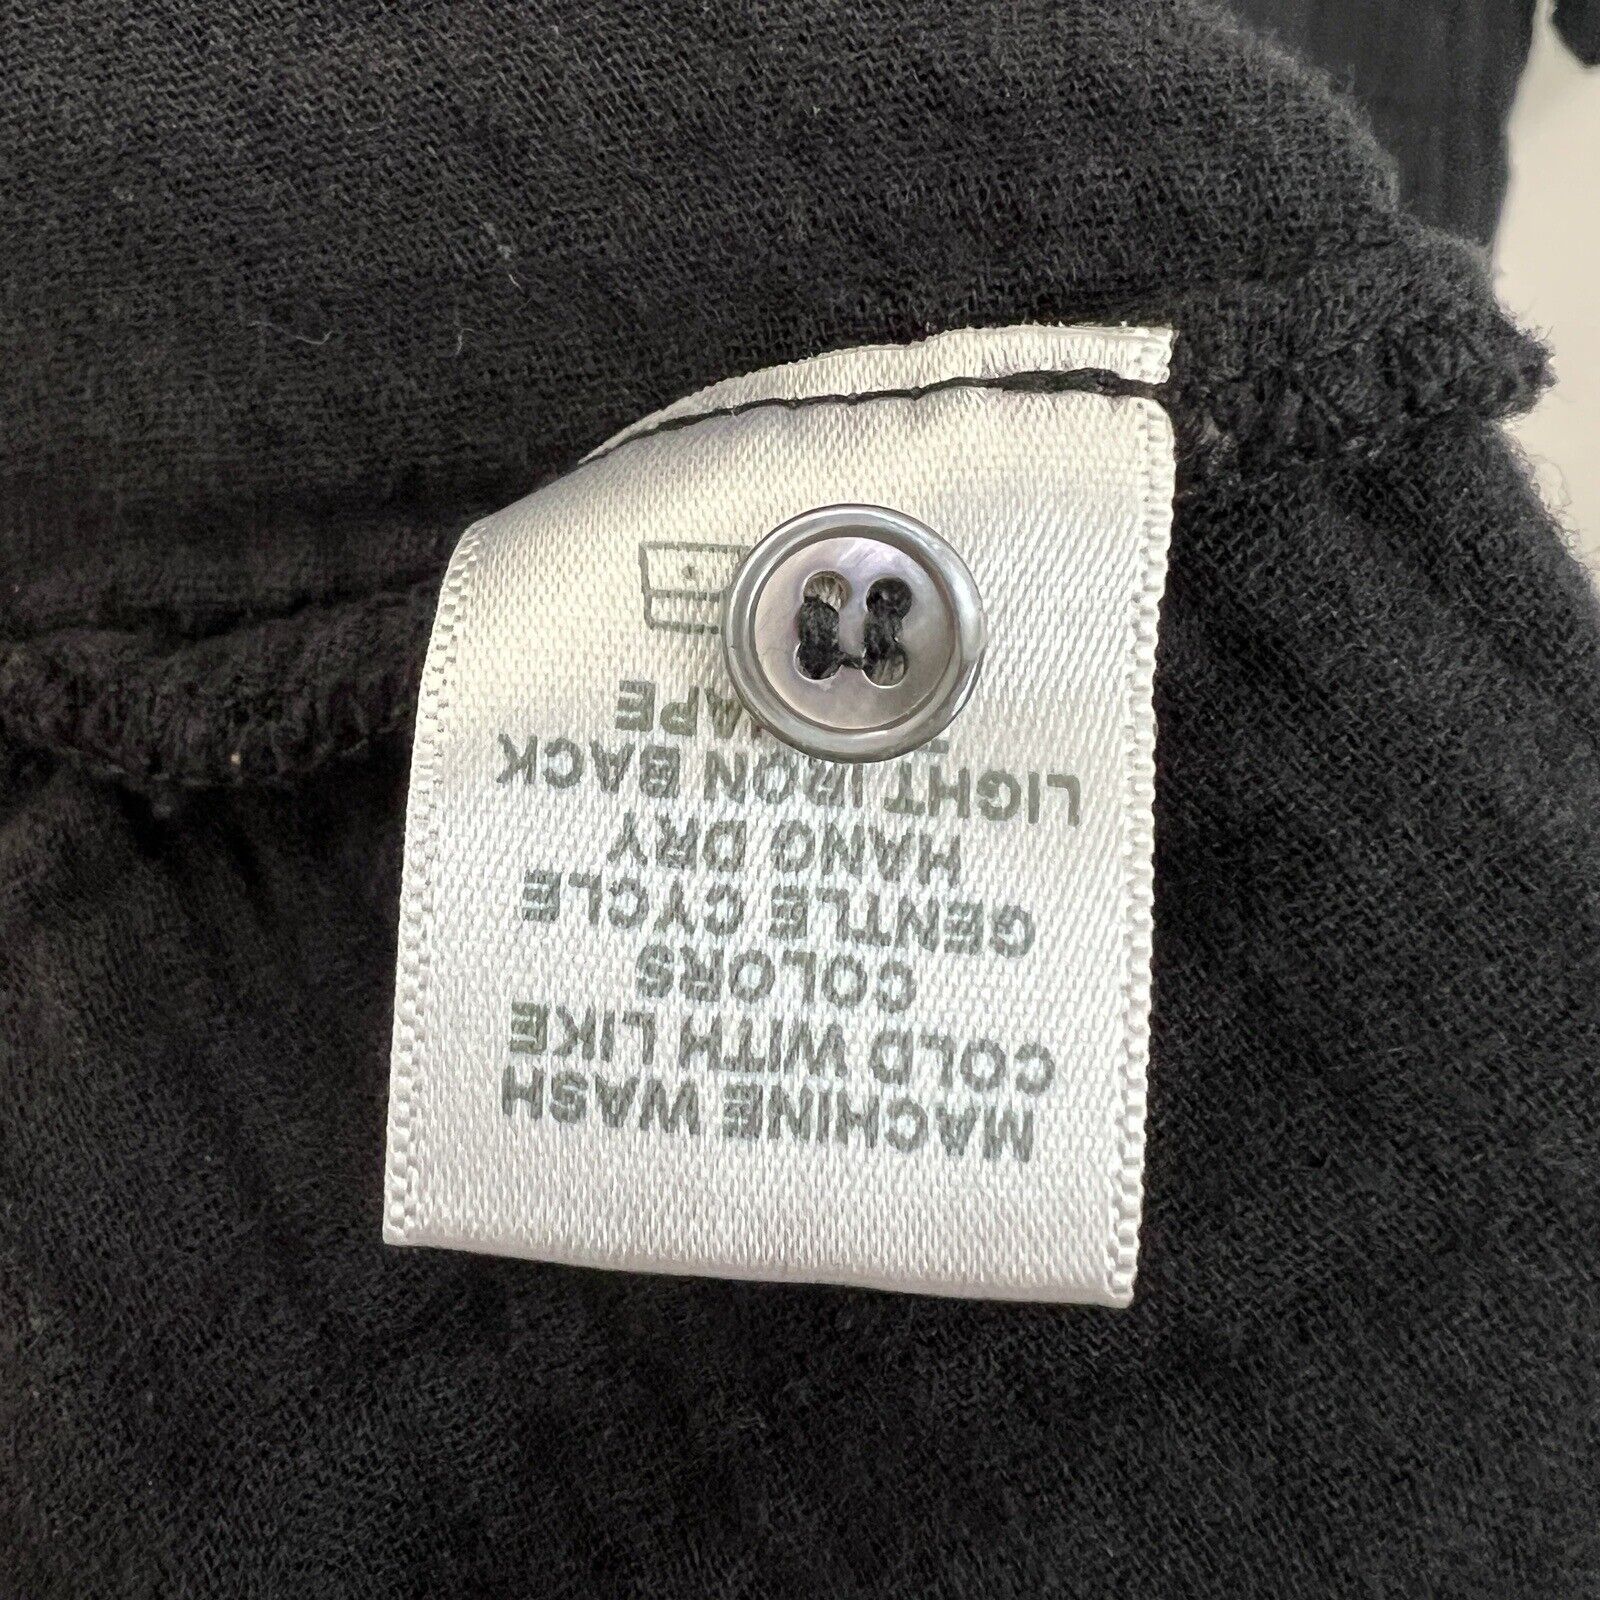 MACHINE WASH
COLD WITH LIKE
COLORS
GENTLE CYCLE
HANG DRY
LIGHT IRON BACK